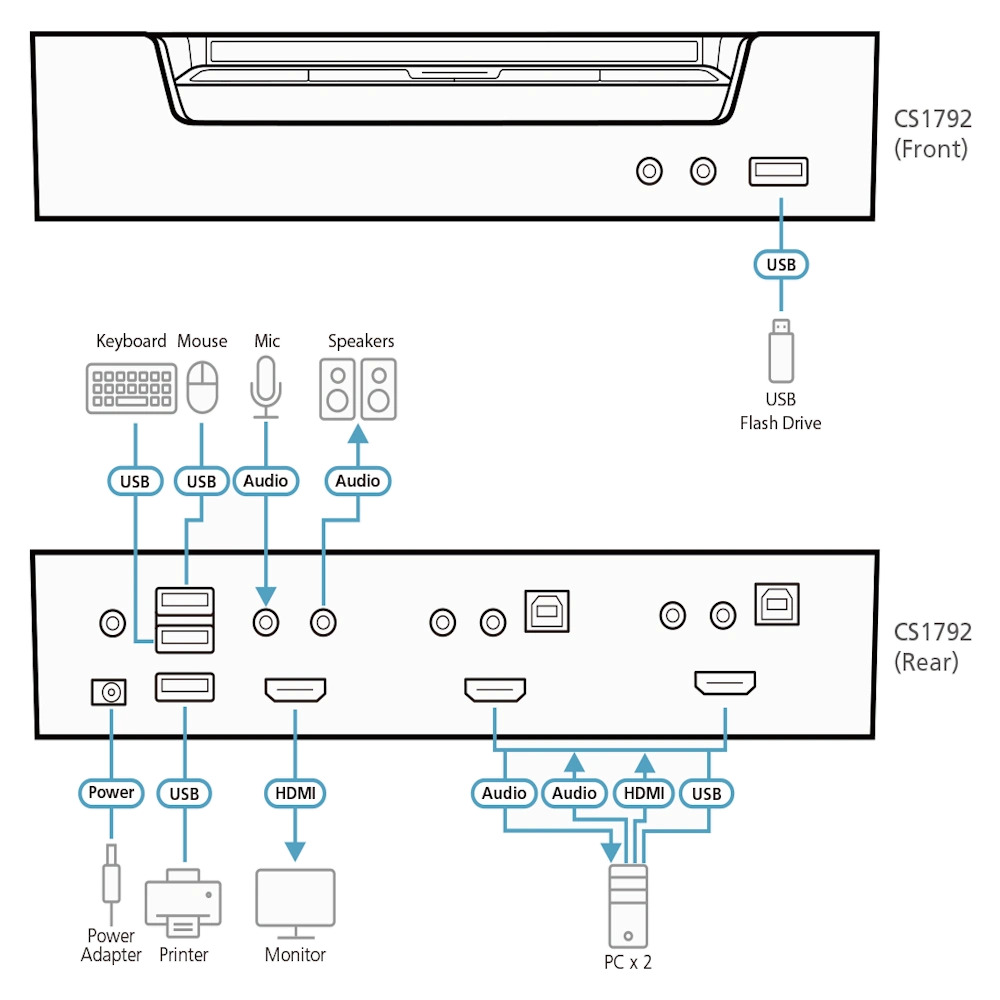 CS1792
(Front)
USB
USB
Flash Drive
Keyboard Mouse Mic Speakers
USB USB Audio Audio
CS1792
(Rear)
Power USB HDMI Audio Audio HDMI USB
Power
Adapter Printer Monitor PC x 2